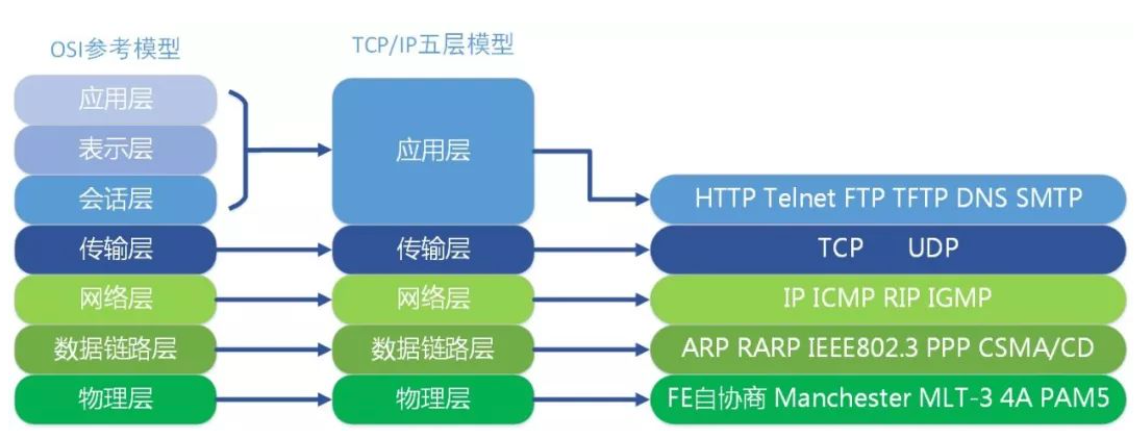 OSI参考模型
TCP/IP五层模型
应用层
表示层
会话层
传输层
网络层
数据链路层
物理层
应用层
传输层
网络层
数据链路层
物理层
HTTP Telnet FTP TFTP DNS SMTP
TCP UDP
IP ICMP RIP IGMP
ARP RARP IEEE802.3 PPP CSMA/CD
FE自协商 Manchester MLT-3 4A PAM5